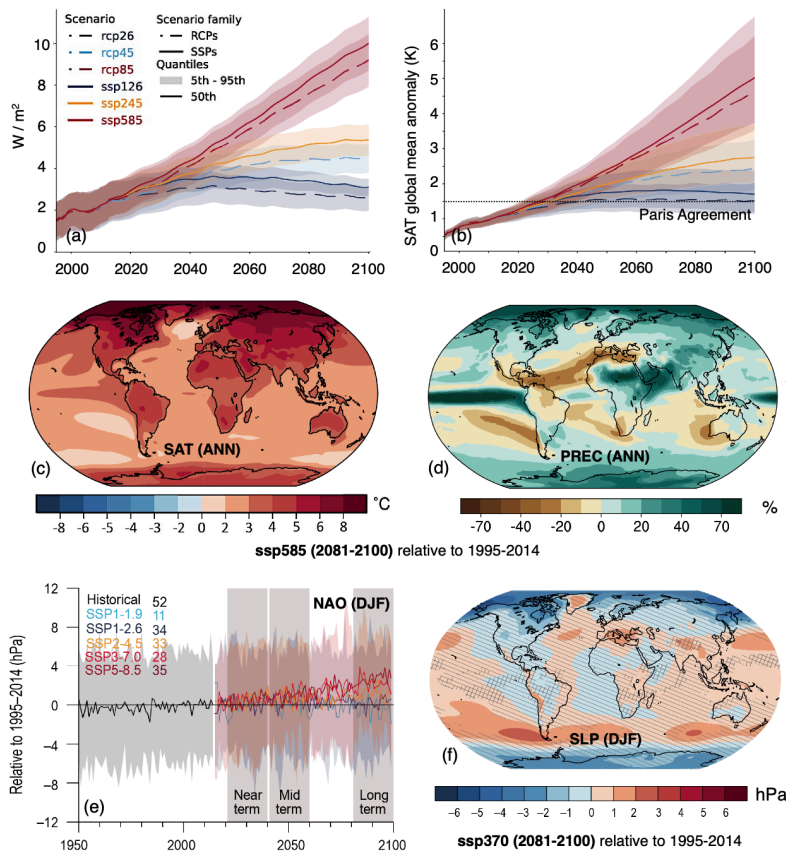 Scenario
rcp26
rcp45
rcp85
ssp126
ssp245
ssp585
Scenario family
RCPs
SSPs
Quantiles
5th - 95th
50th
10
8
6
4
2
0
W / m²
(a)
2000 2020 2040 2060 2080 2100
6
5
4
3
2
1
0
SAT global mean anomaly (K)
Paris Agreement
(b)
2000 2020 2040 2060 2080 2100
SAT (ANN)
(c)
-8 -6 -5 -4 -3 -2 -1 0 1 2 3 4 5 6 8
°C
PREC (ANN)
(d)
-70 -40 -20 0 20 40 70
%
ssp585 (2081-2100) relative to 1995-2014
12
8
4
0
−4
−8
−12
Relative to 1995–2014 (hPa)
Historical 52
SSP1-1.9 11
SSP1-2.6 34
SSP2-4.5 33
SSP3-7.0 28
SSP5-8.5 35
NAO (DJF)
(e)
Near term
Mid term
Long term
1950 2000 2050 2100
SLP (DJF)
(f)
−6 −5 −4 −3 −2 −1 0 1 2 3 4 5 6
hPa
ssp370 (2081-2100) relative to 1995-2014